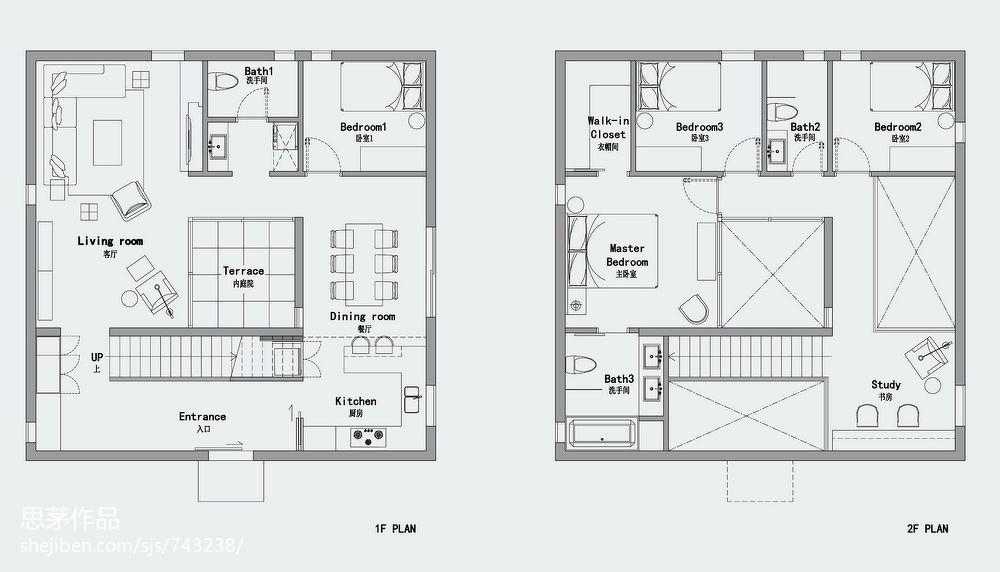 Bath1
洗手间
Bedroom1
卧室1
Living room
客厅
Terrace
内庭院
Dining room
餐厅
UP
上
Kitchen
厨房
Entrance
入口
1F PLAN
Walk-in
Closet
衣帽间
Bedroom3
卧室3
Bath2
洗手间
Bedroom2
卧室2
Master
Bedroom
主卧室
Bath3
洗手间
Study
书房
2F PLAN
思茅作品
shejiben.com/sjs/743238/